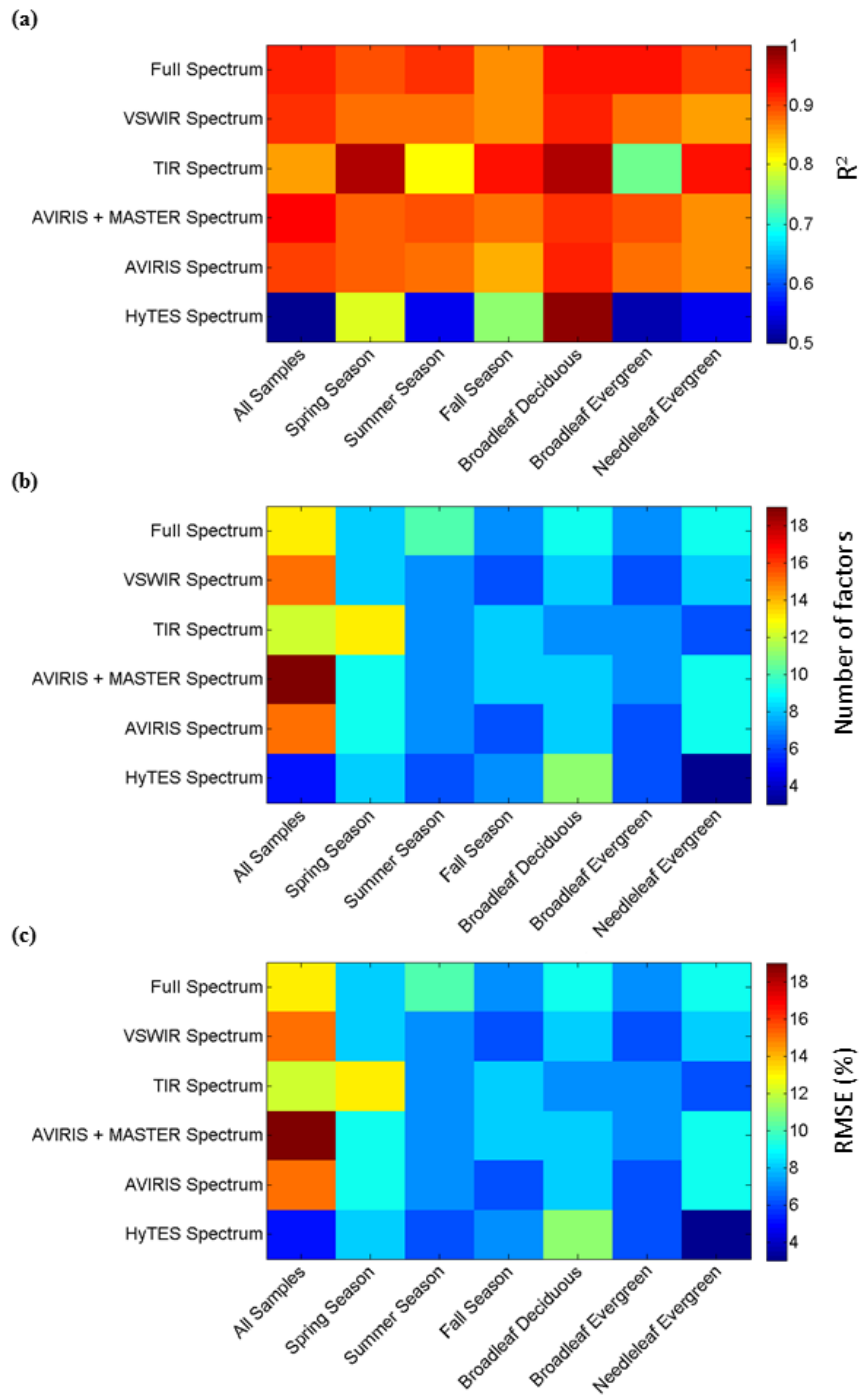 (a)
Full Spectrum
VSWIR Spectrum
TIR Spectrum
AVIRIS + MASTER Spectrum
AVIRIS Spectrum
HyTES Spectrum
All Samples
Spring Season
Summer Season
Fall Season
Broadleaf Deciduous
Broadleaf Evergreen
Needleleaf Evergreen
1
0.9
0.8
0.7
0.6
0.5
R²
(b)
Full Spectrum
VSWIR Spectrum
TIR Spectrum
AVIRIS + MASTER Spectrum
AVIRIS Spectrum
HyTES Spectrum
All Samples
Spring Season
Summer Season
Fall Season
Broadleaf Deciduous
Broadleaf Evergreen
Needleleaf Evergreen
18
16
14
12
10
8
6
4
Number of factors
(c)
Full Spectrum
VSWIR Spectrum
TIR Spectrum
AVIRIS + MASTER Spectrum
AVIRIS Spectrum
HyTES Spectrum
All Samples
Spring Season
Summer Season
Fall Season
Broadleaf Deciduous
Broadleaf Evergreen
Needleleaf Evergreen
18
16
14
12
10
8
6
4
RMSE (%)